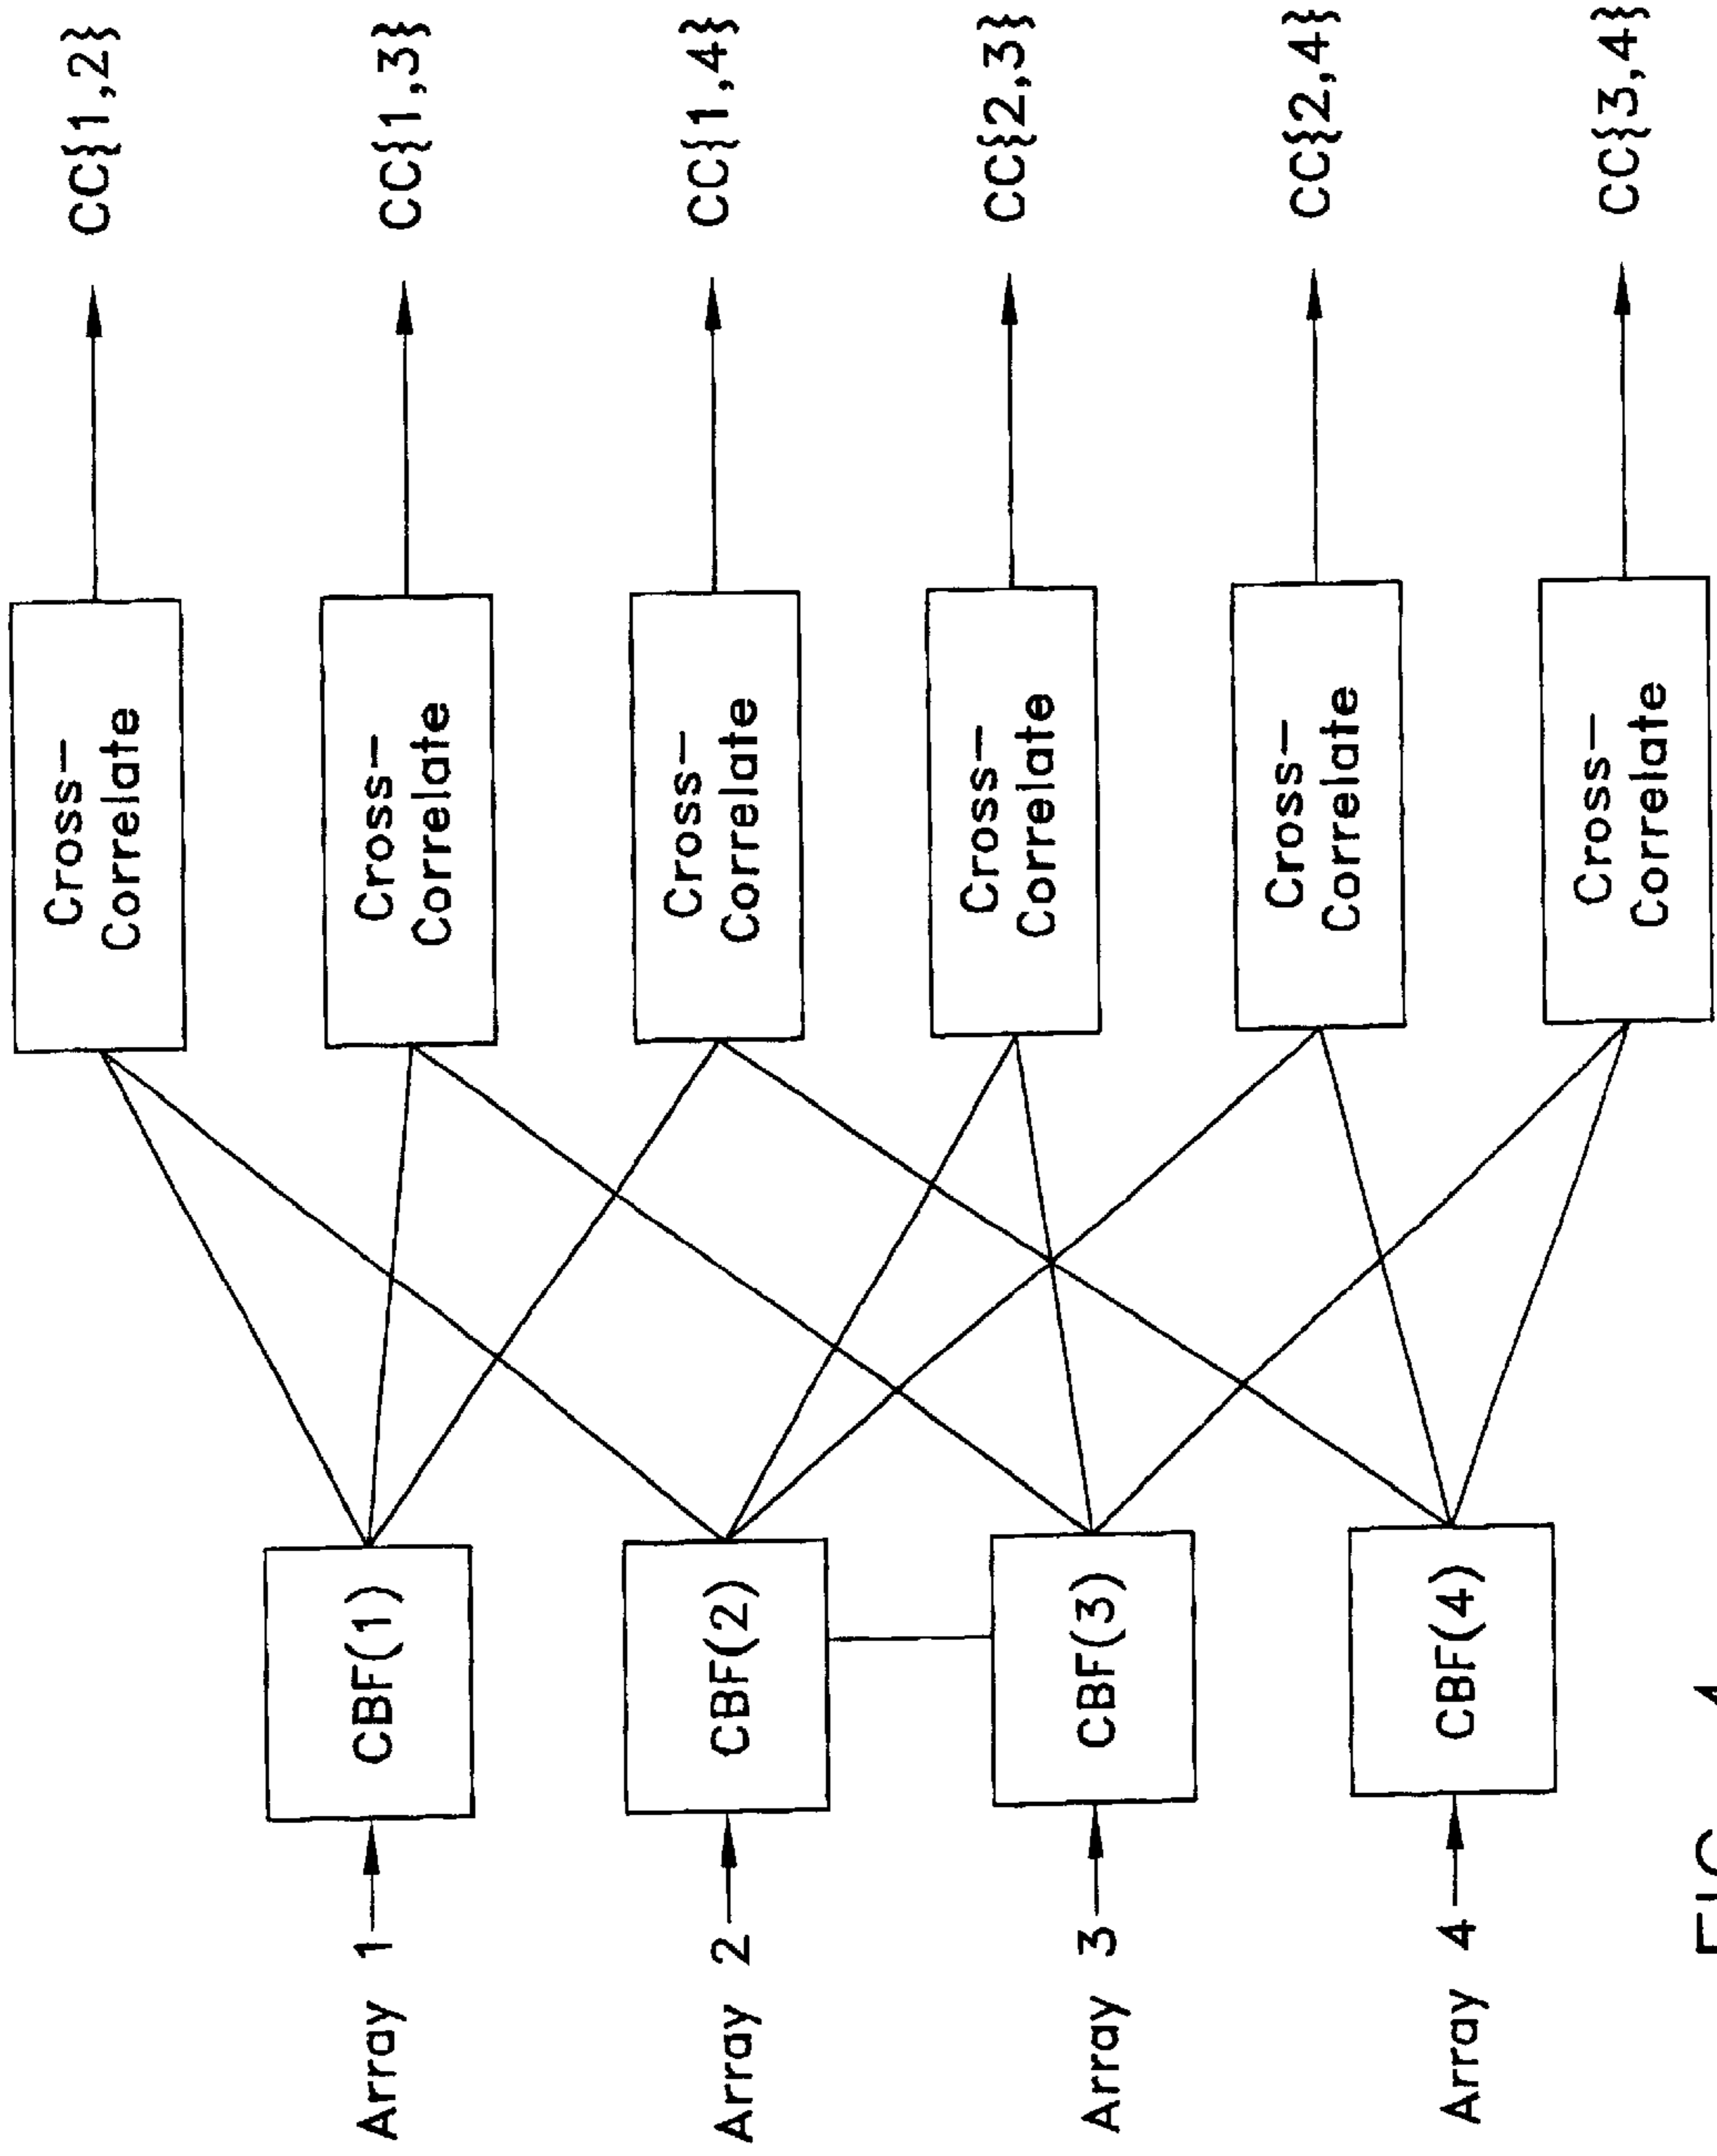 Array 1
Array 2
Array 3
Array 4
CBF(1)
CBF(2)
CBF(3)
CBF(4)
Cross-
Correlate
Cross-
Correlate
Cross-
Correlate
Cross-
Correlate
Cross-
Correlate
Cross-
Correlate
CC{1,2}
CC{1,3}
CC{1,4}
CC{2,3}
CC{2,4}
CC{3,4}